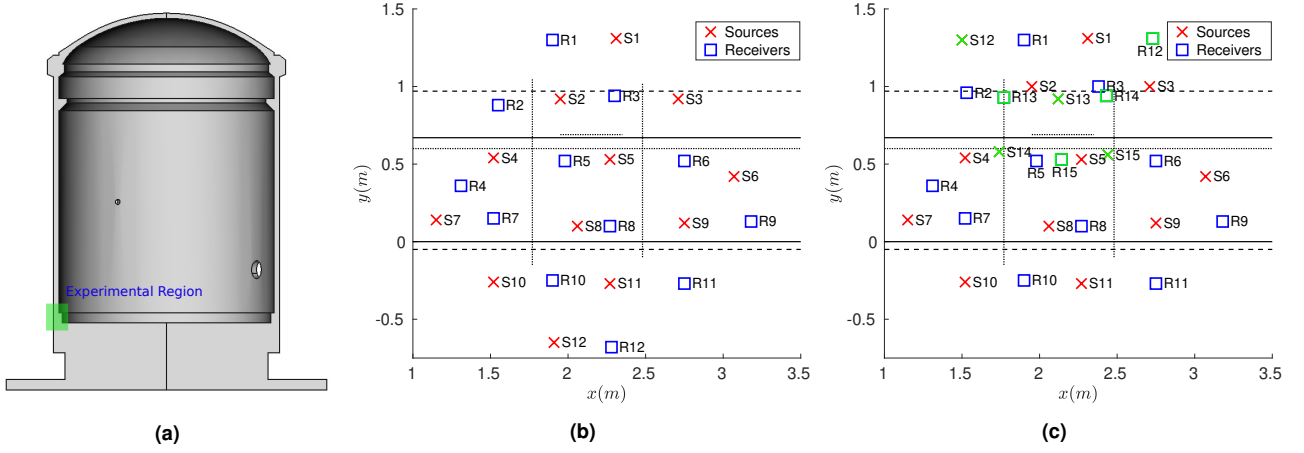 Experimental Region
(a)
Sources
Receivers
R1
S1
R2
S2
R3
S3
S4
R5
S5
R6
R4
S6
S7
R7
S8
R8
S9
R9
S10
R10
S11
R11
S12
R12
1.5
1
0.5
0
-0.5
1
1.5
2
2.5
3
3.5
y(m)
x(m)
(b)
Sources
Receivers
S12
R1
S1
R12
R2
R13
S2
S13
R3
R14
S3
S4
S14
R5
R15
S5
S15
R6
R4
S6
S7
R7
S8
R8
S9
R9
S10
R10
S11
R11
1.5
1
0.5
0
-0.5
1
1.5
2
2.5
3
3.5
y(m)
x(m)
(c)